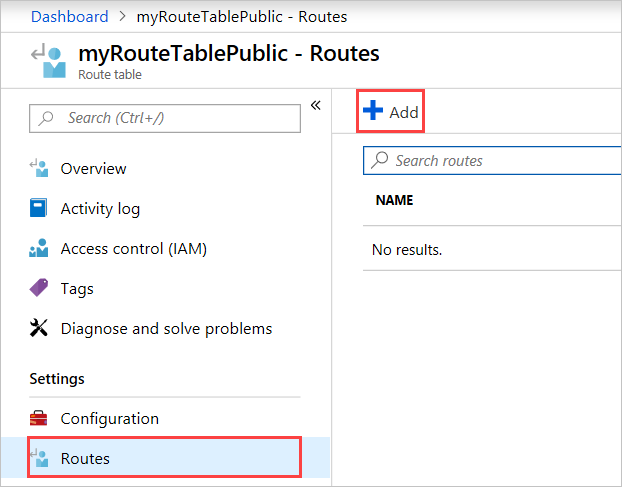 Dashboard > myRouteTablePublic - Routes
myRouteTablePublic - Routes
Route table
Search (Ctrl+/)
«
Overview
Activity log
Access control (IAM)
Tags
Diagnose and solve problems
Settings
Configuration
Routes
+ Add
Search routes
NAME
No results.